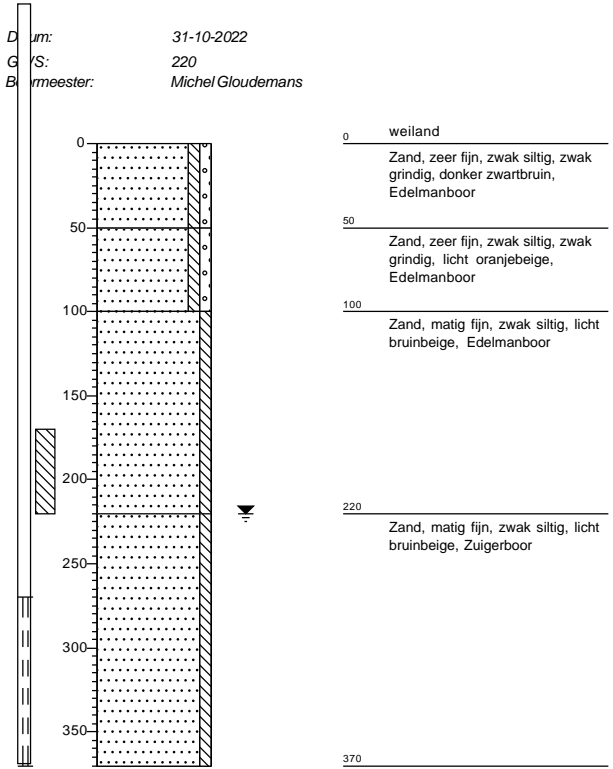 31-10-2022
220
Michel Gloudemans
0
50
100
150
200
250
300
350
0 weiland
Zand, zeer fijn, zwak siltig, zwak
grindig, donker zwartbruin,
Edelmanboor
50
Zand, zeer fijn, zwak siltig, zwak
grindig, licht oranjebeige,
Edelmanboor
100
Zand, matig fijn, zwak siltig, licht
bruinbeige, Edelmanboor
220
Zand, matig fijn, zwak siltig, licht
bruinbeige, Zuigerboor
370